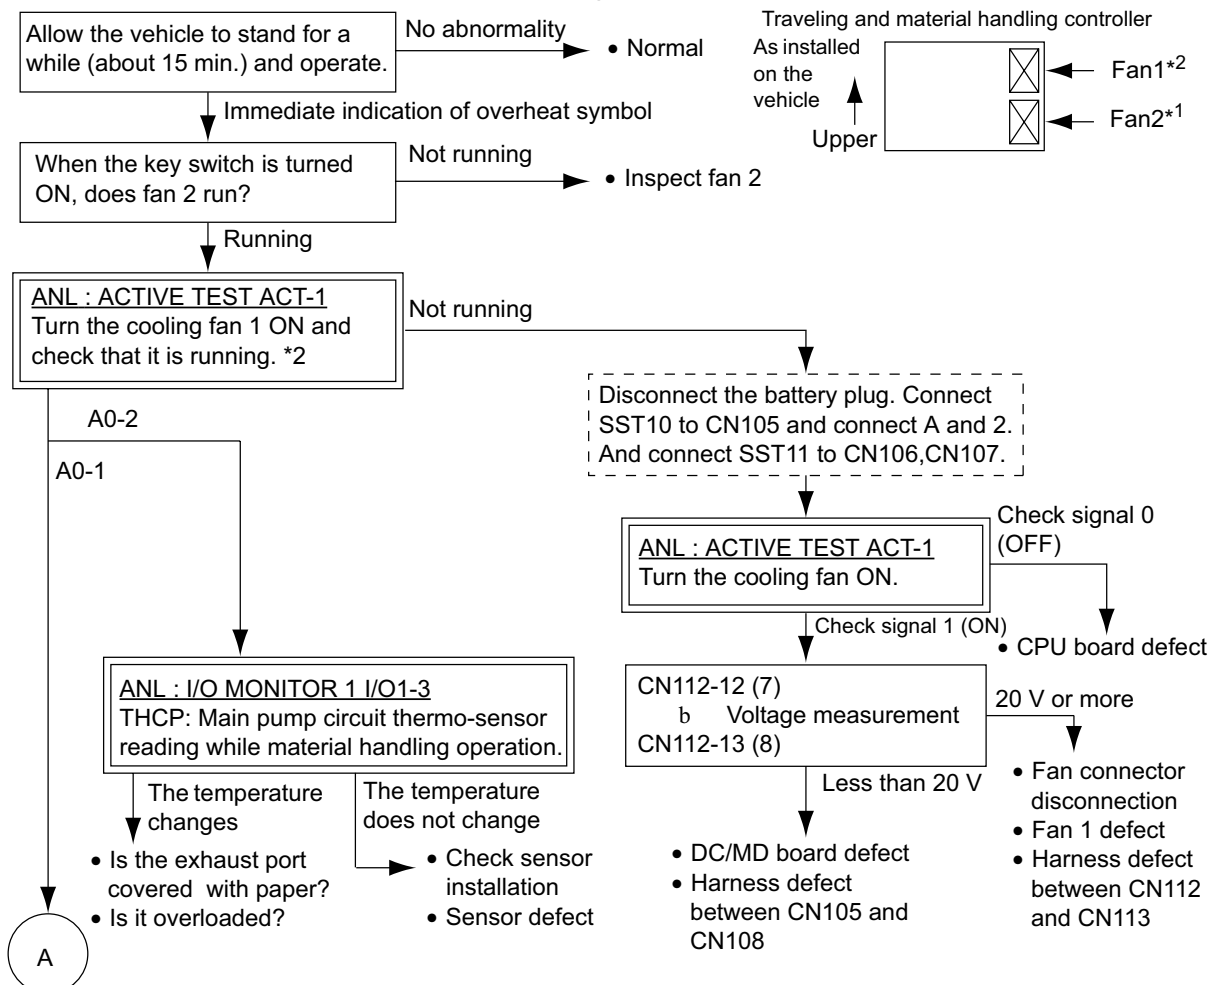 Allow the vehicle to stand for a
while (about 15 min.) and operate.
No abnormality
• Normal
Traveling and material handling controller
As installed
on the
vehicle
Upper
Fan1*2
Fan2*1
Immediate indication of overheat symbol
When the key switch is turned
ON, does fan 2 run?
Not running
• Inspect fan 2
Running
ANL : ACTIVE TEST ACT-1
Turn the cooling fan 1 ON and
check that it is running. *2
Not running
Disconnect the battery plug. Connect
SST10 to CN105 and connect A and 2.
And connect SST11 to CN106,CN107.
A0-2
A0-1
ANL : ACTIVE TEST ACT-1
Turn the cooling fan ON.
Check signal 0
(OFF)
• CPU board defect
Check signal 1 (ON)
ANL : I/O MONITOR 1 I/O1-3
THCP: Main pump circuit thermo-sensor
reading while material handling operation.
CN112-12 (7)
b Voltage measurement
CN112-13 (8)
20 V or more
• Fan connector
disconnection
• Fan 1 defect
• Harness defect
between CN112
and CN113
Less than 20 V
• DC/MD board defect
• Harness defect
between CN105 and
CN108
The temperature
changes
• Is the exhaust port
covered with paper?
• Is it overloaded?
The temperature
does not change
• Check sensor
installation
• Sensor defect
A